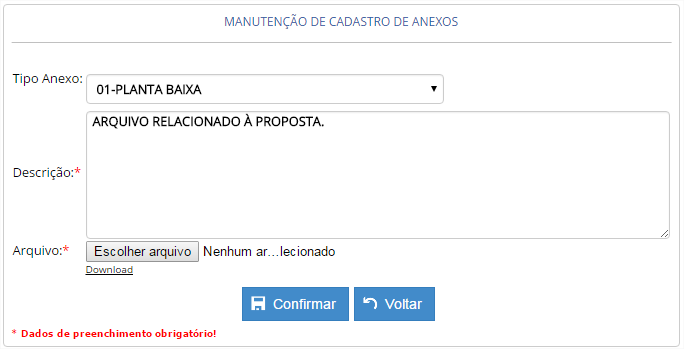 MANUTENÇÃO DE CADASTRO DE ANEXOS
Tipo Anexo: 01-PLANTA BAIXA
ARQUIVO RELACIONADO À PROPOSTA.
Descrição:*
Arquivo:* Escolher arquivo Nenhum ar...lecionado
Download
Confirmar Voltar
* Dados de preenchimento obrigatório!